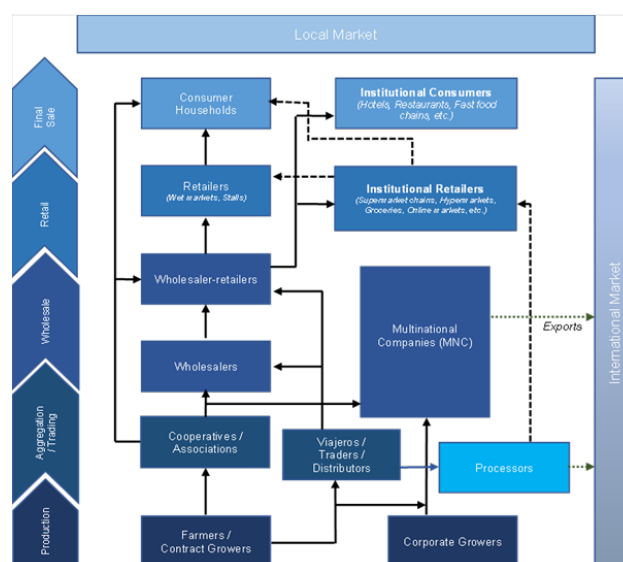 Local Market
Final
Sale
Consumer
Households
Institutional Consumers
(Hotels, Restaurants, Fast food
chains, etc.)
Retail
Retailers
(Wet markets, Stalls)
Institutional Retailers
(Supermarket chains, Hypermarkets,
Groceries, Online markets, etc.)
Wholesale
Wholesaler-retailers
Multinational
Companies (MNC)
Exports
International Market
Wholesalers
Aggregation
/ Trading
Cooperatives /
Associations
Viajeros /
Traders /
Distributors
Processors
Production
Farmers /
Contract Growers
Corporate Growers